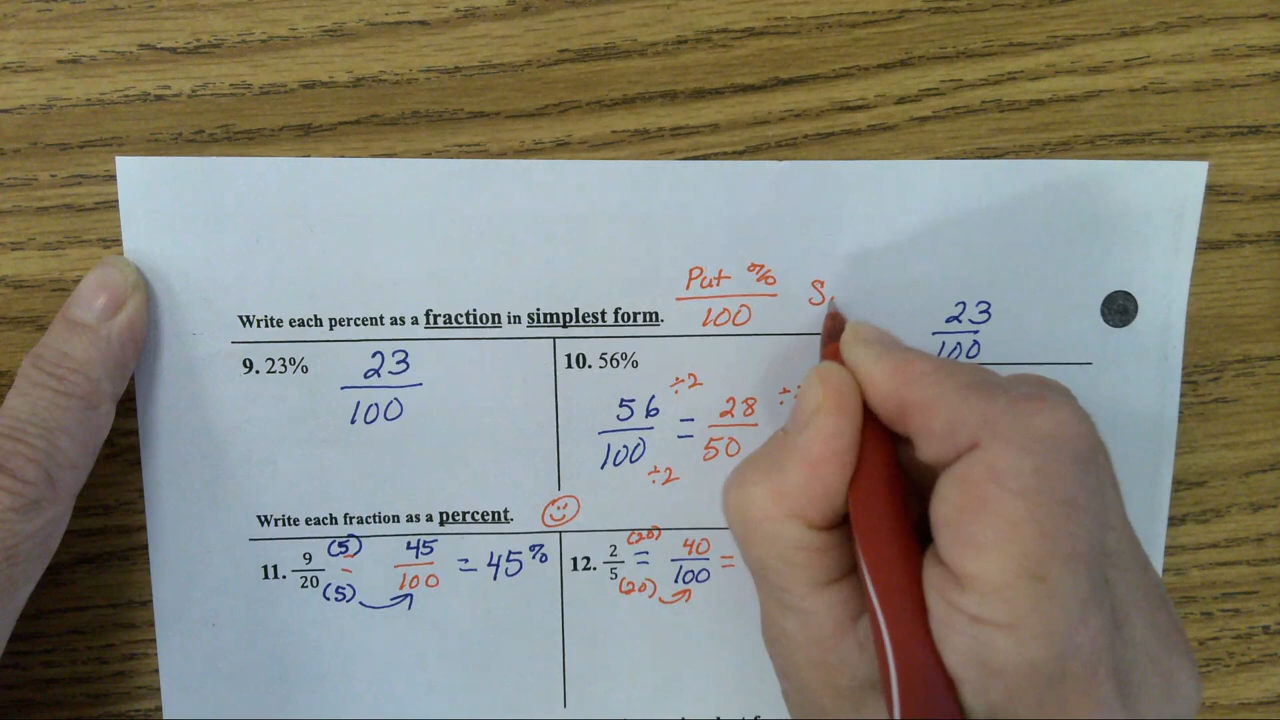 Put %
100
S
Write each percent as a fraction in simplest form.
23
100
9. 23%
23
100
10. 56%
÷2
56 = 28
100 50
÷2
Write each fraction as a percent.
11. 9/20 (5) = (5) 45/100 = 45%
12. 2/5 (20) = (20) 40/100 =